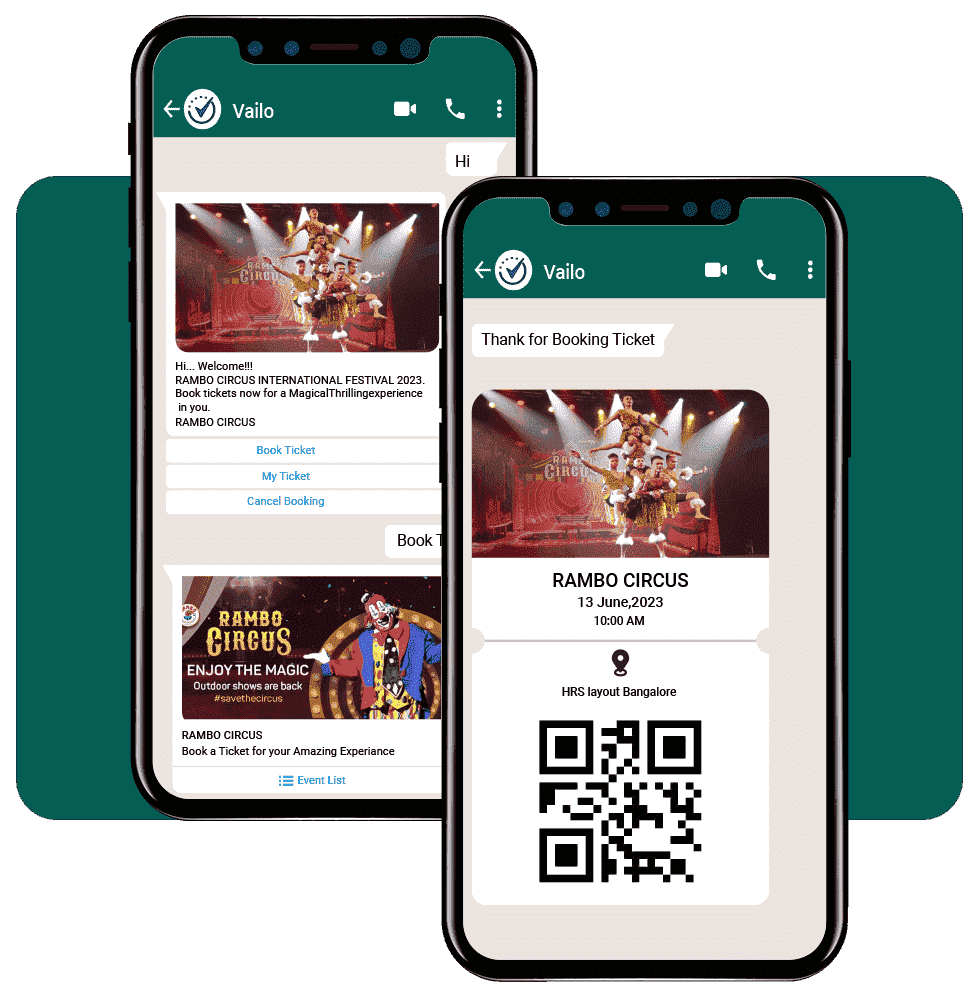 Vailo
Hi
RAMBO
CIRCUS
Hi... Welcome!!!
RAMBO CIRCUS INTERNATIONAL FESTIVAL 2023.
Book tickets now for a MagicalThrillingexperience
in you.
RAMBO CIRCUS
Book Ticket
My Ticket
Cancel Booking
Book T
RAMBO
CIRCUS
ENJOY THE MAGIC
Outdoor shows are back
#savethecircus
RAMBO CIRCUS
Book a Ticket for your Amazing Experiance
Event List
Vailo
Thank for Booking Ticket
RAMBO
CIRCUS
RAMBO CIRCUS
13 June,2023
10:00 AM
HRS layout Bangalore